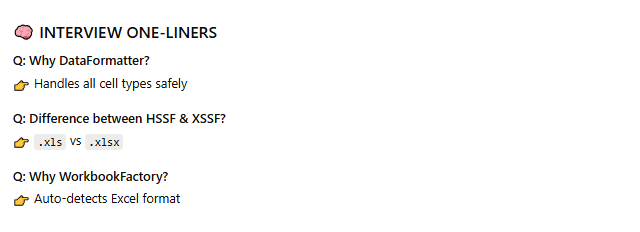 🧠 INTERVIEW ONE-LINERS
Q: Why DataFormatter?
👉 Handles all cell types safely
Q: Difference between HSSF & XSSF?
👉 .xls vs .xlsx
Q: Why WorkbookFactory?
👉 Auto-detects Excel format